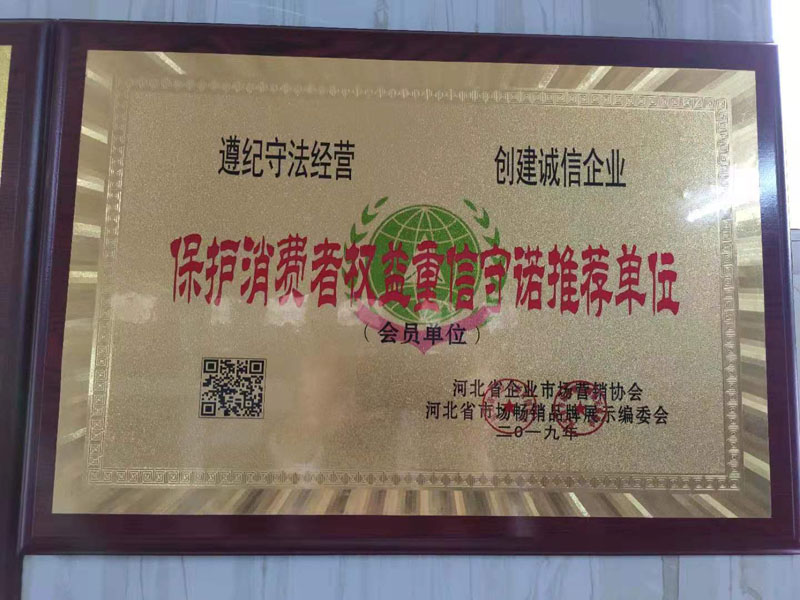 遵纪守法经营 创建诚信企业
保护消费者权益重信守诺推荐单位
（会员单位）
河北省企业市场营销协会
河北省市场畅销品牌展示编委会
二0一九年